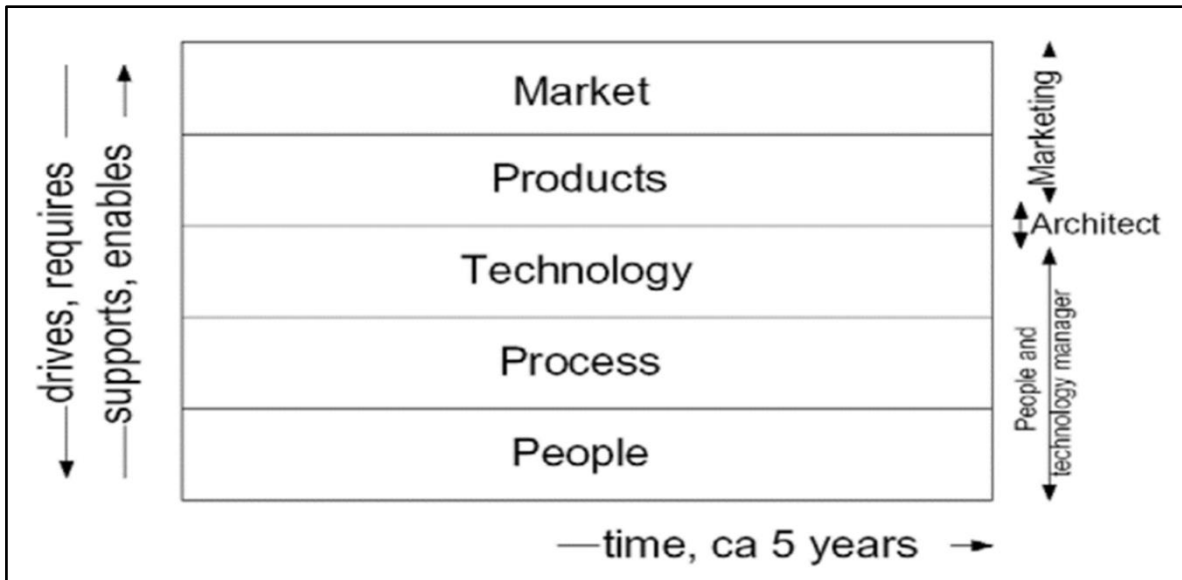 drives, requires
supports, enables
Market
Products
Technology
Process
People
Marketing
Architect
People and
technology manager
time, ca 5 years